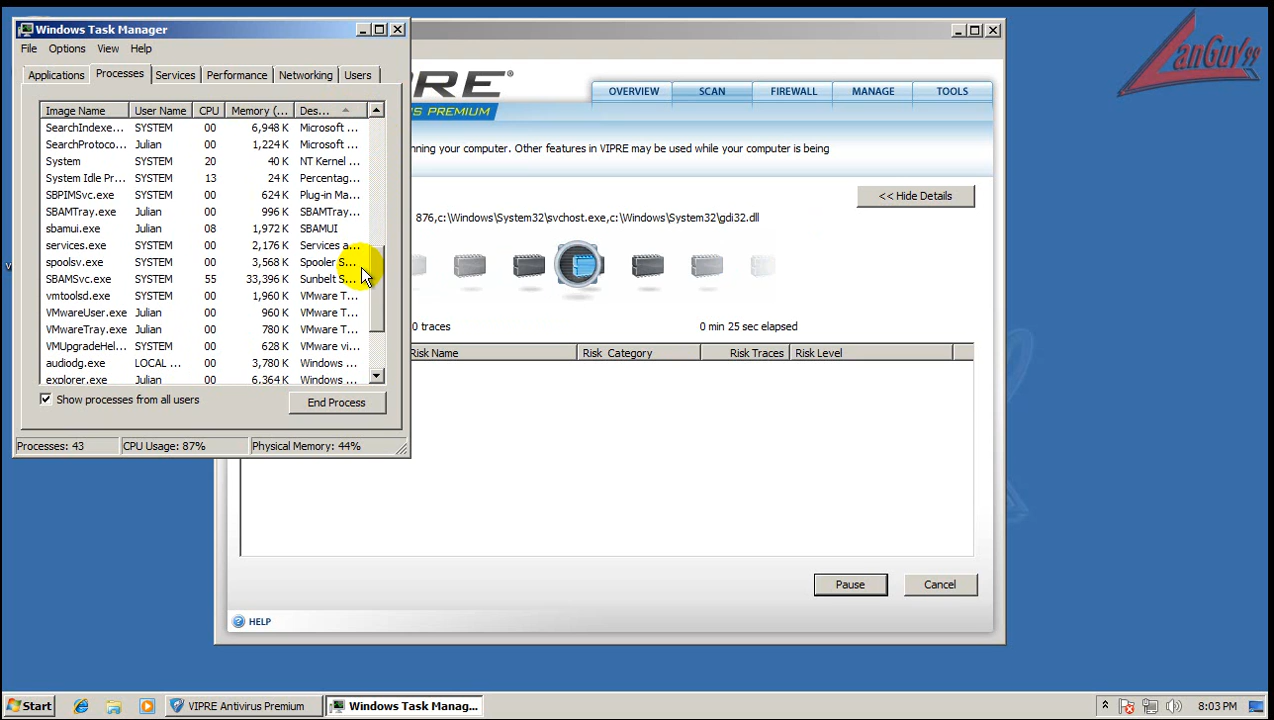 Windows Task Manager
File Options View Help
Applications Processes Services Performance Networking Users
Image Name User Name CPU Memory (... Des...
SearchIndexe... SYSTEM 00 6,948 K Microsoft ...
SearchProtoco... Julian 00 1,224 K Microsoft ...
System SYSTEM 20 40 K NT Kernel ...
System Idle Pr... SYSTEM 13 24 K Percentag...
SBPIMSvc.exe SYSTEM 00 624 K Plug-in Ma...
SBAMTray.exe Julian 00 996 K SBAMTray...
sbamui.exe Julian 08 1,972 K SBAMUI
services.exe SYSTEM 00 2,176 K Services a...
spoolsv.exe SYSTEM 00 3,568 K Spooler S...
SBAMSvc.exe SYSTEM 55 33,396 K Sunbelt S...
vmtoolsd.exe SYSTEM 00 1,960 K VMware T...
VMwareUser.exe Julian 00 960 K VMware T...
VMwareTray.exe Julian 00 780 K VMware T...
VMUpgradeHel... SYSTEM 00 628 K VMware vi...
audiodg.exe LOCAL ... 00 3,780 K Windows ...
explorer.exe Julian 00 6,364 K Windows ...
Show processes from all users
End Process
Processes: 43 CPU Usage: 87% Physical Memory: 44%
PRE®
S PREMIUM
OVERVIEW SCAN FIREWALL MANAGE TOOLS
nning your computer. Other features in VIPRE may be used while your computer is being
<< Hide Details
876,c:\Windows\System32\svchost.exe,c:\Windows\System32\gdi32.dll
0 traces 0 min 25 sec elapsed
Risk Name Risk Category Risk Traces Risk Level
Pause Cancel
HELP
LanGuy99
Start VIPRE Antivirus Premium Windows Task Manag... 8:03 PM